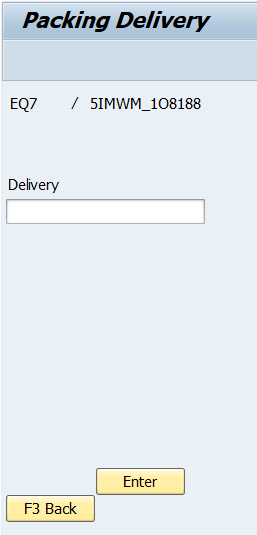 Packing Delivery
EQ7 / 5IMWM_1O8188
Delivery
Enter
F3 Back